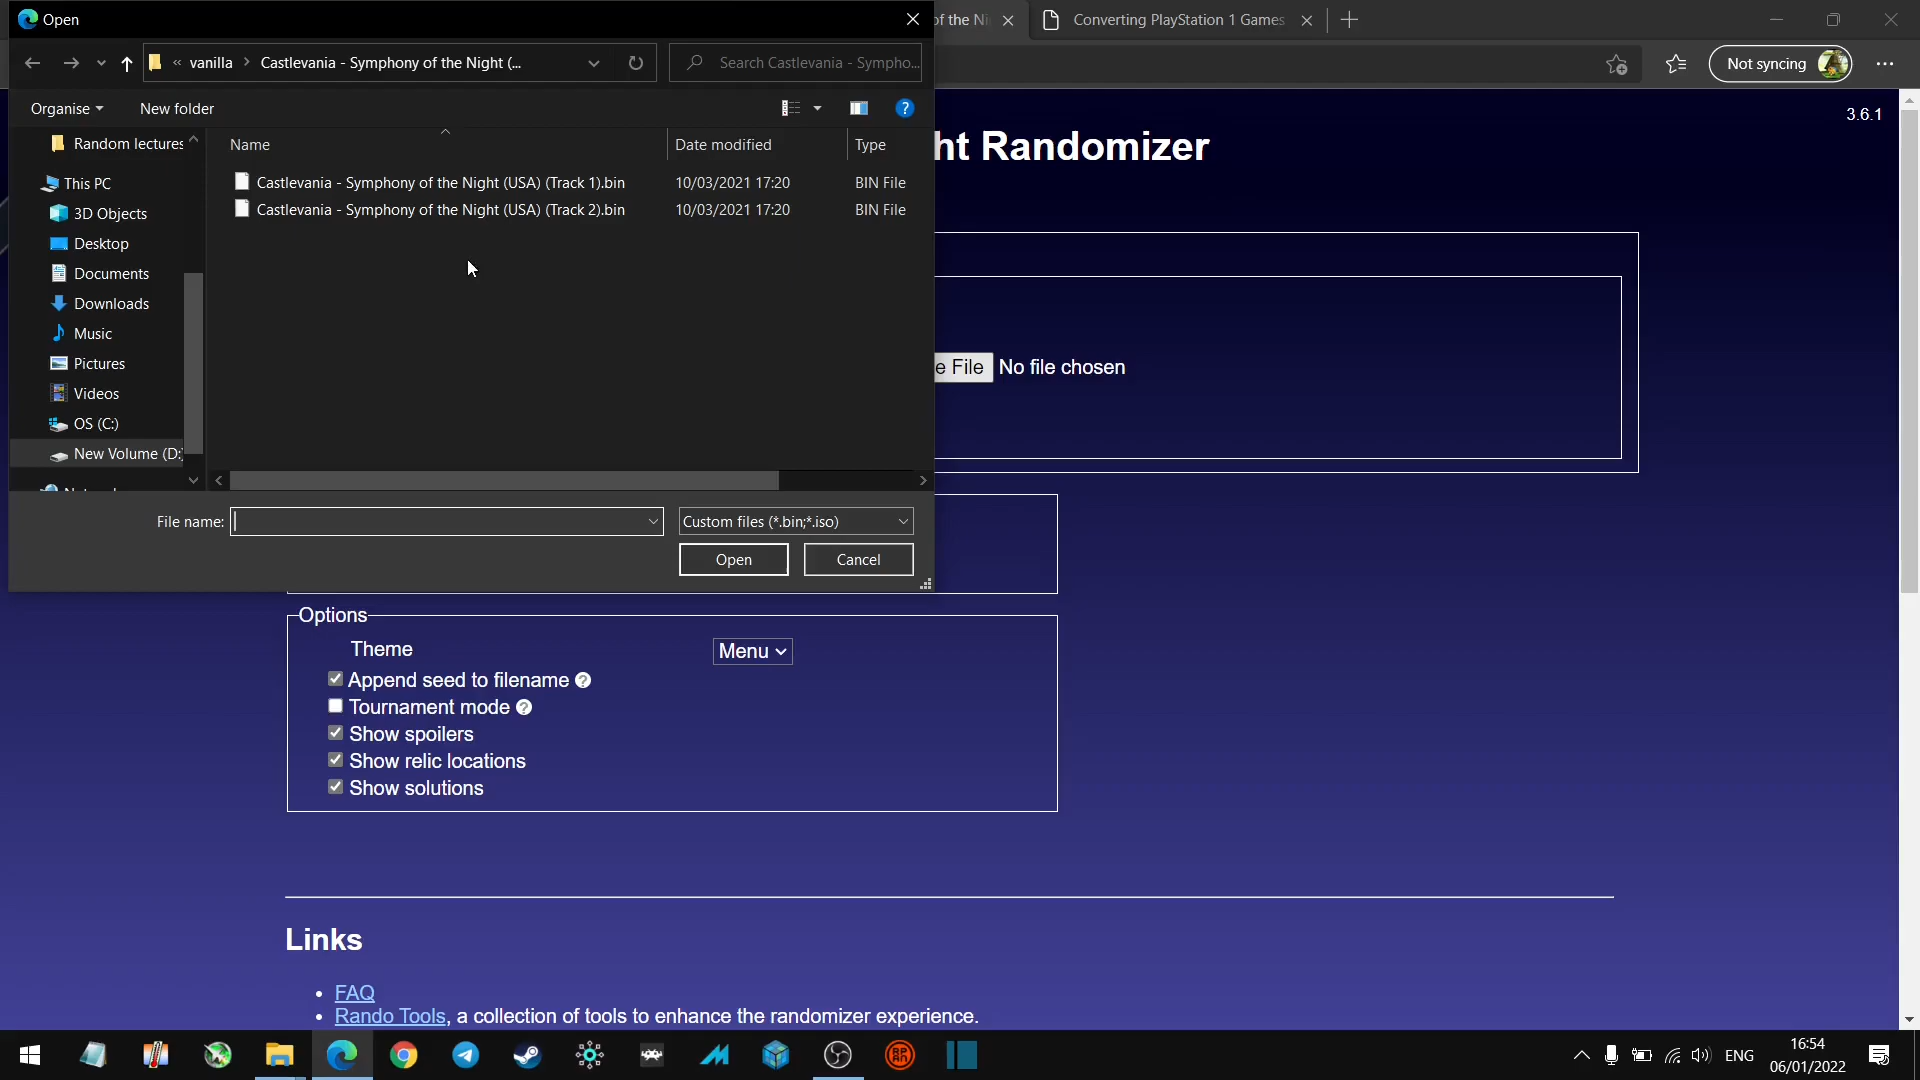 Open
of the Ni
Converting PlayStation 1 Games
« vanilla > Castlevania - Symphony of the Night (...
Search Castlevania - Sympho...
Not syncing
Organise
New folder
3.6.1
Random lectures
Name
Date modified
Type
ht Randomizer
This PC
Castlevania - Symphony of the Night (USA) (Track 1).bin
10/03/2021 17:20
BIN File
3D Objects
Castlevania - Symphony of the Night (USA) (Track 2).bin
10/03/2021 17:20
BIN File
Desktop
Documents
Downloads
Music
Pictures
Videos
OS (C:)
New Volume (D:
e File No file chosen
File name:
Custom files (*.bin;*.iso)
Open
Cancel
Options
Theme
Menu
Append seed to filename ?
Tournament mode ?
Show spoilers
Show relic locations
Show solutions
Links
• FAQ
• Rando Tools, a collection of tools to enhance the randomizer experience.
ENG
16:54
06/01/2022